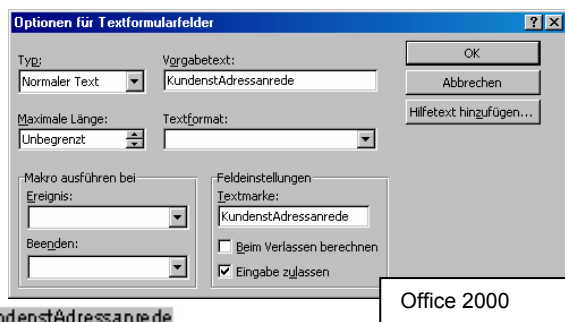 Optionen für Textformularfelder
Typ:
Normaler Text
Vorgabetext:
KundenstAdressanrede
OK
Abbrechen
Hilfetext hinzufügen...
Maximale Länge:
Unbegrenzt
Textformat:
Makro ausführen bei
Ereignis:
Beenden:
Feldeinstellungen
Textmarke:
KundenstAdressanrede
Beim Verlassen berechnen
Eingabe zulassen
Office 2000
ndenstAdressanrede